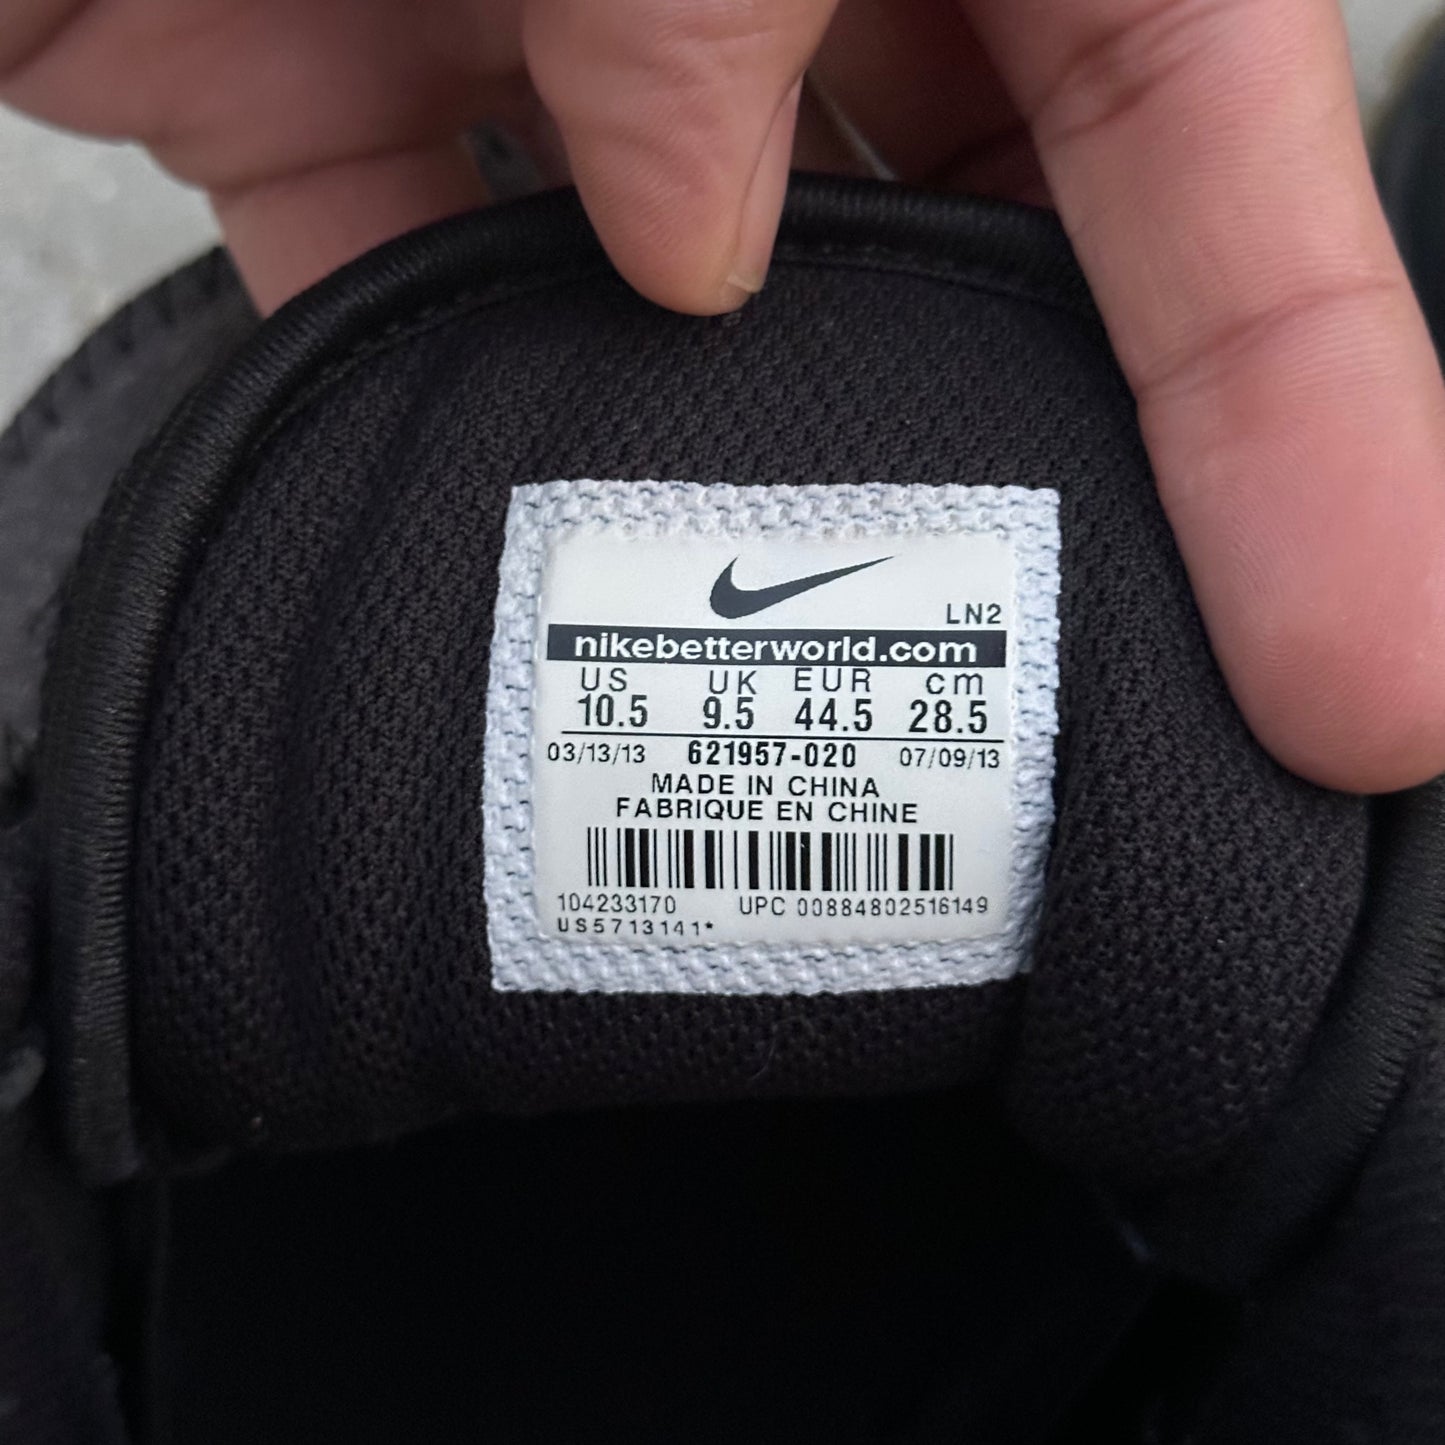 LN2
nikebetterworld.com
US UK EUR cm
10.5 9.5 44.5 28.5
03/13/13 621957-020 07/09/13
MADE IN CHINA
FABRIQUE EN CHINE
104233170 UPC 00884802516149
US5713141*